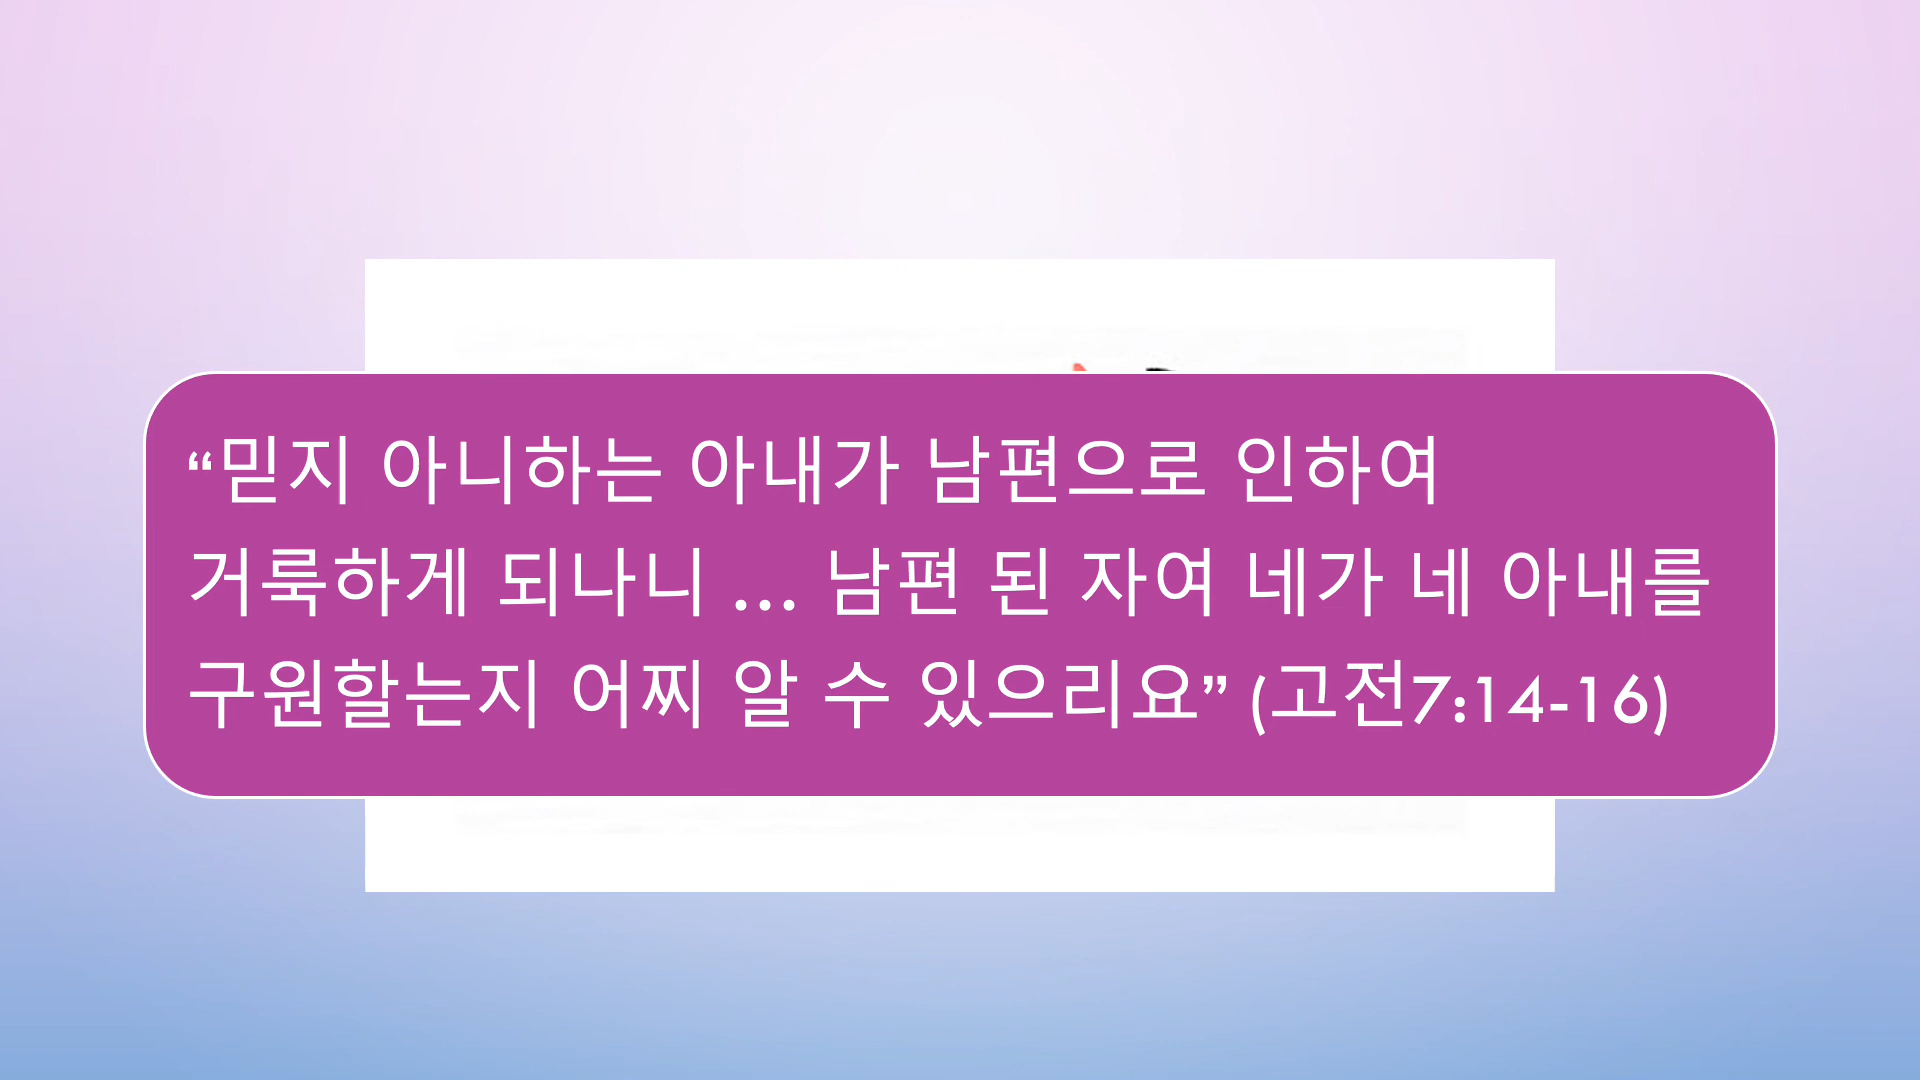 “믿지 아니하는 아내가 남편으로 인하여
거룩하게 되나니 … 남편 된 자여 네가 네 아내를
구원할는지 어찌 알 수 있으리요” (고전7:14-16)